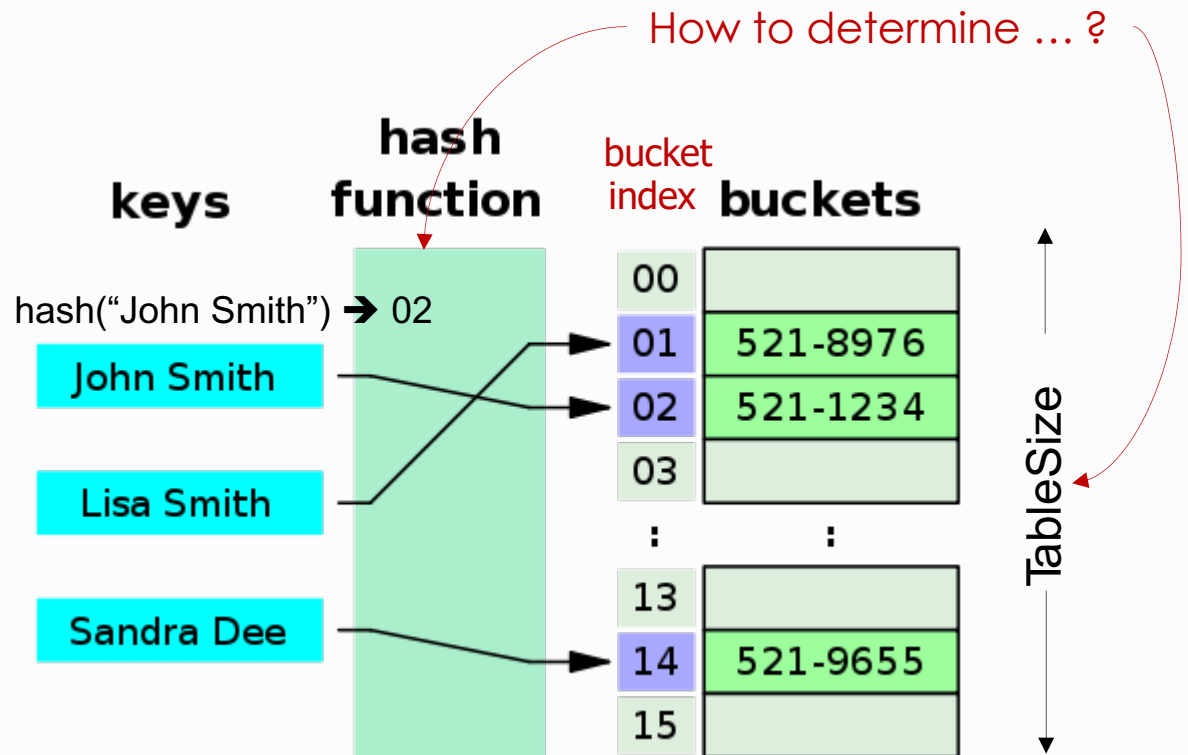 How to determine … ?
hash
function
keys
bucket
index
buckets
hash(“John Smith”) ➔ 02
John Smith
Lisa Smith
Sandra Dee
00
01
521-8976
02
521-1234
03
:
:
13
14
521-9655
15
TableSize